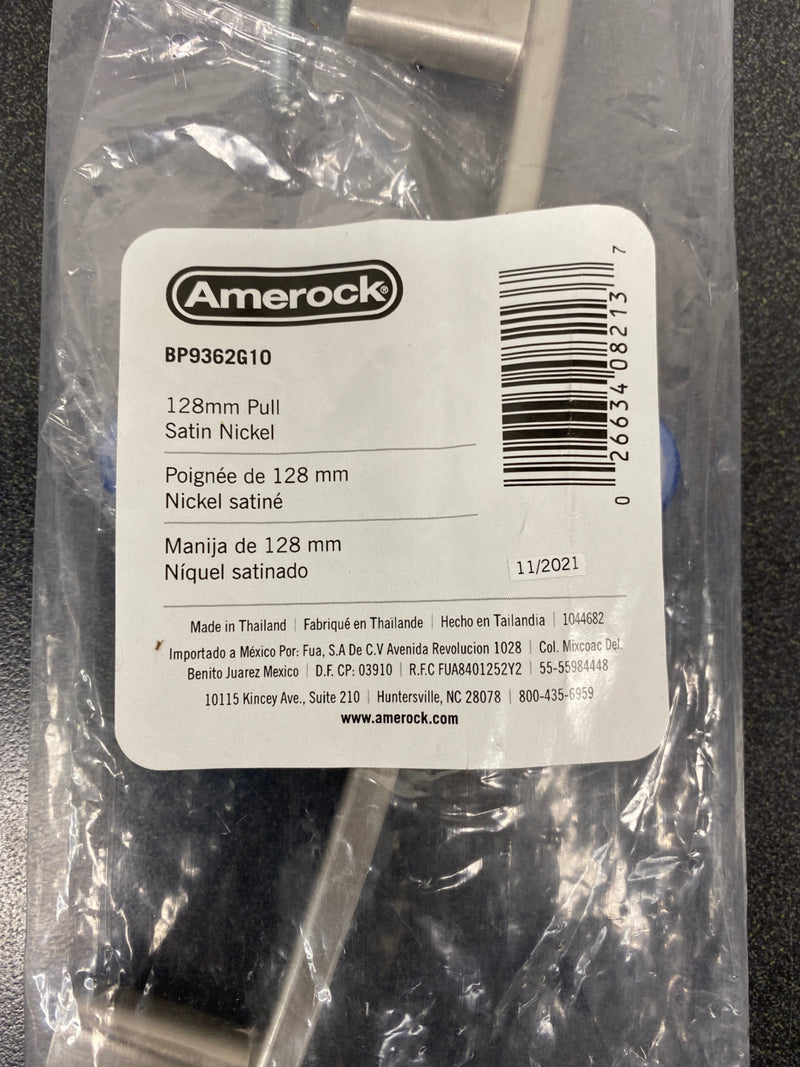 Amerock®
BP9362G10
128mm Pull
Satin Nickel
Poignée de 128 mm
Nickel satiné
Manija de 128 mm
Níquel satinado
0 26634 08213 7
11/2021
Made in Thailand | Fabriqué en Thaïlande | Hecho en Tailandia | 1044682
Importado a México Por: Fua, S.A De C.V Avenida Revolucion 1028 | Col. Mixcoac Del.
Benito Juarez Mexico | D.F. CP: 03910 | R.F.C FUA8401252Y2 | 55-55984448
10115 Kincey Ave., Suite 210 | Huntersville, NC 28078 | 800-435-6959
www.amerock.com